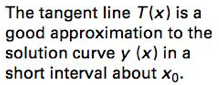 The tangent line T(x) is a
good approximation to the
solution curve y (x) in a
short interval about x₀.